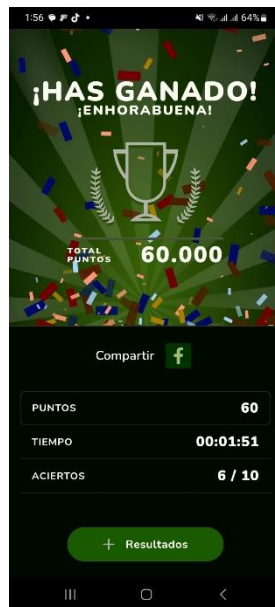 1:56
64%
¡HAS GANADO!
¡ENHORABUENA!
TOTAL
PUNTOS
60.000
Compartir
PUNTOS 60
TIEMPO 00:01:51
ACIERTOS 6 / 10
+ Resultados